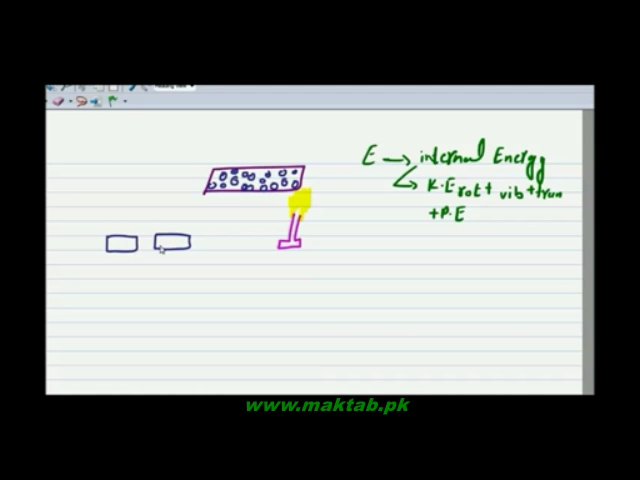 E → internal Energy
↳ K.E rot + vib + tran
+ P.E
www.maktab.pk